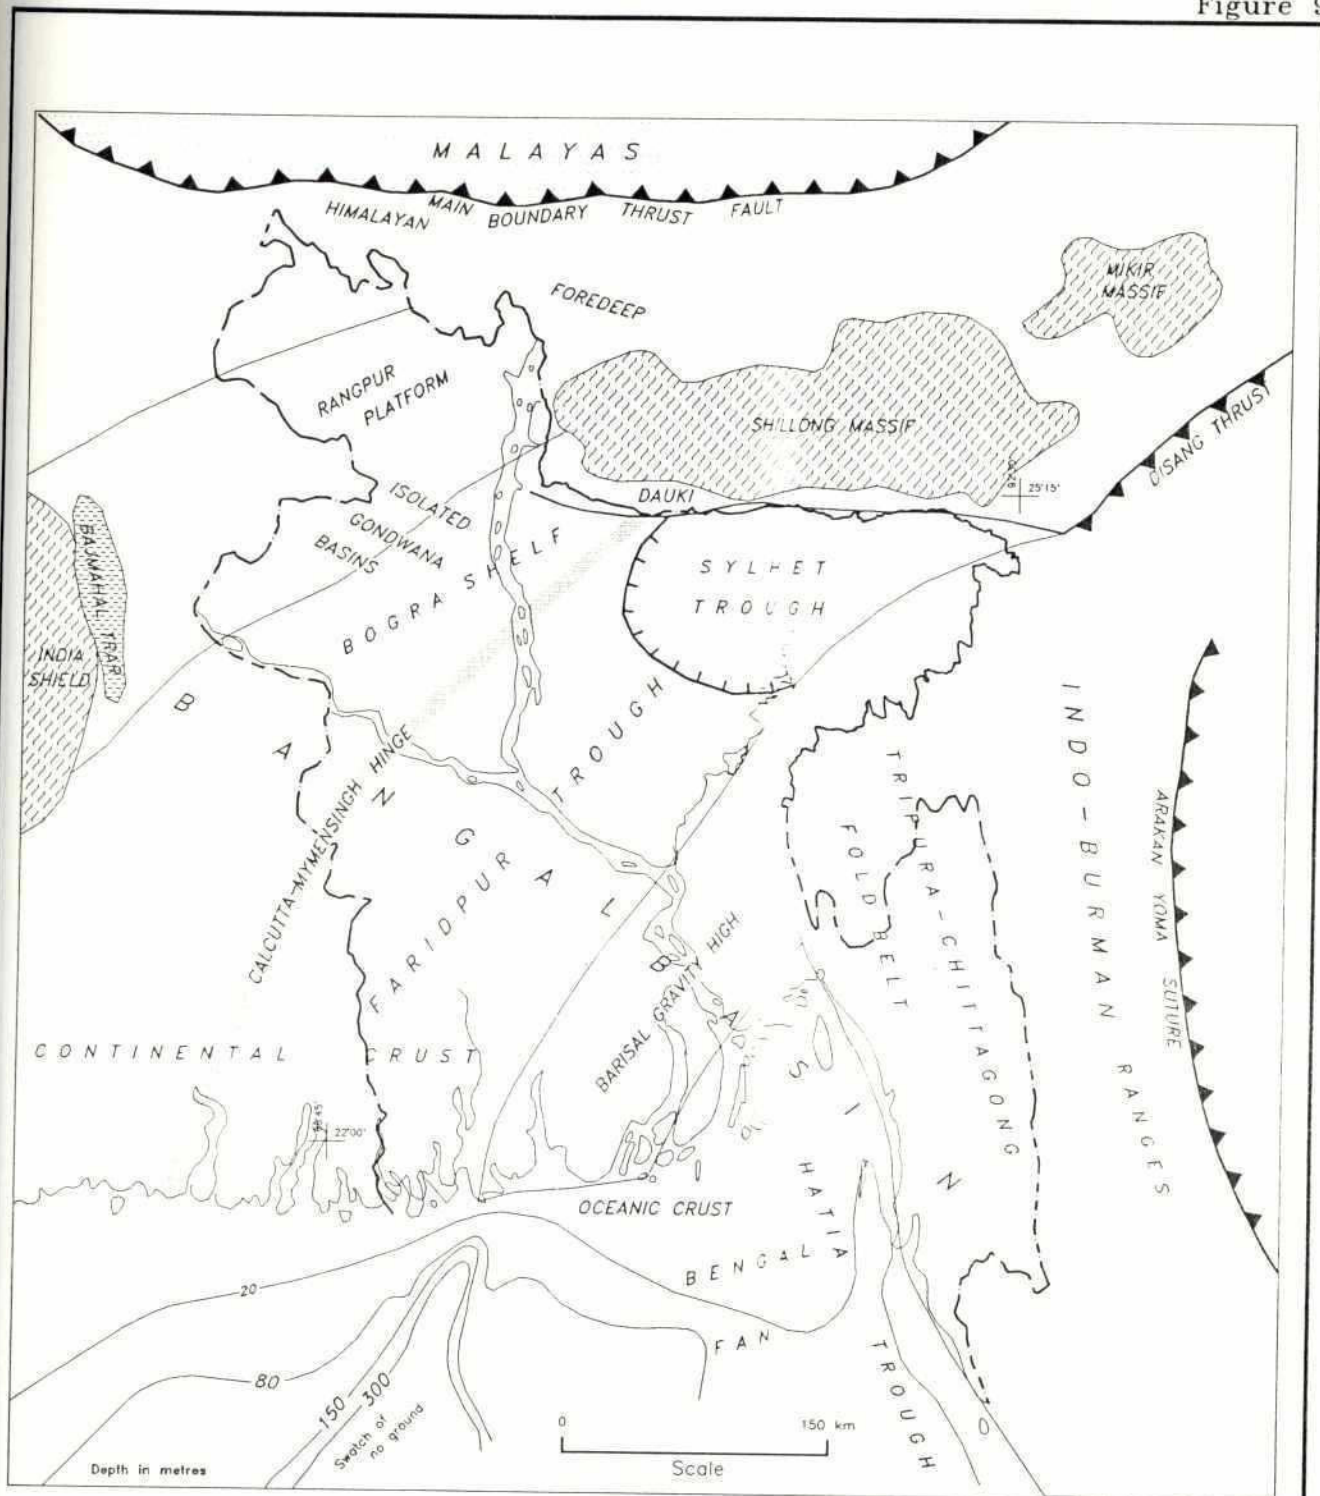 Figure 9
MALAYAS
HIMALAYAN MAIN BOUNDARY THRUST FAULT
FOREDEEP
MIKIR
MASSIF
RANGPUR
PLATFORM
SHILLONG MASSIF
DISANG THRUST
25°15'
DAUKI
ISOLATED
GONDWANA
BASINS
BOGRA SHELF
SYLHET
TROUGH
INDIA
SHIELD
BENGAL BASIN
CALCUTTA-MYMENSINGH HINGE
FARIDPUR TROUGH
TRIPURA-CHITTAGONG
FOLD BELT
INDO-BURMAN RANGES
ARAKAN YOMA SUTURE
BARISAL GRAVITY HIGH
CONTINENTAL CRUST
22°00'
OCEANIC CRUST
HATIA TROUGH
BENGAL
FAN
20
80
150
300
Swatch of
no ground
0 150 km
Scale
Depth in metres